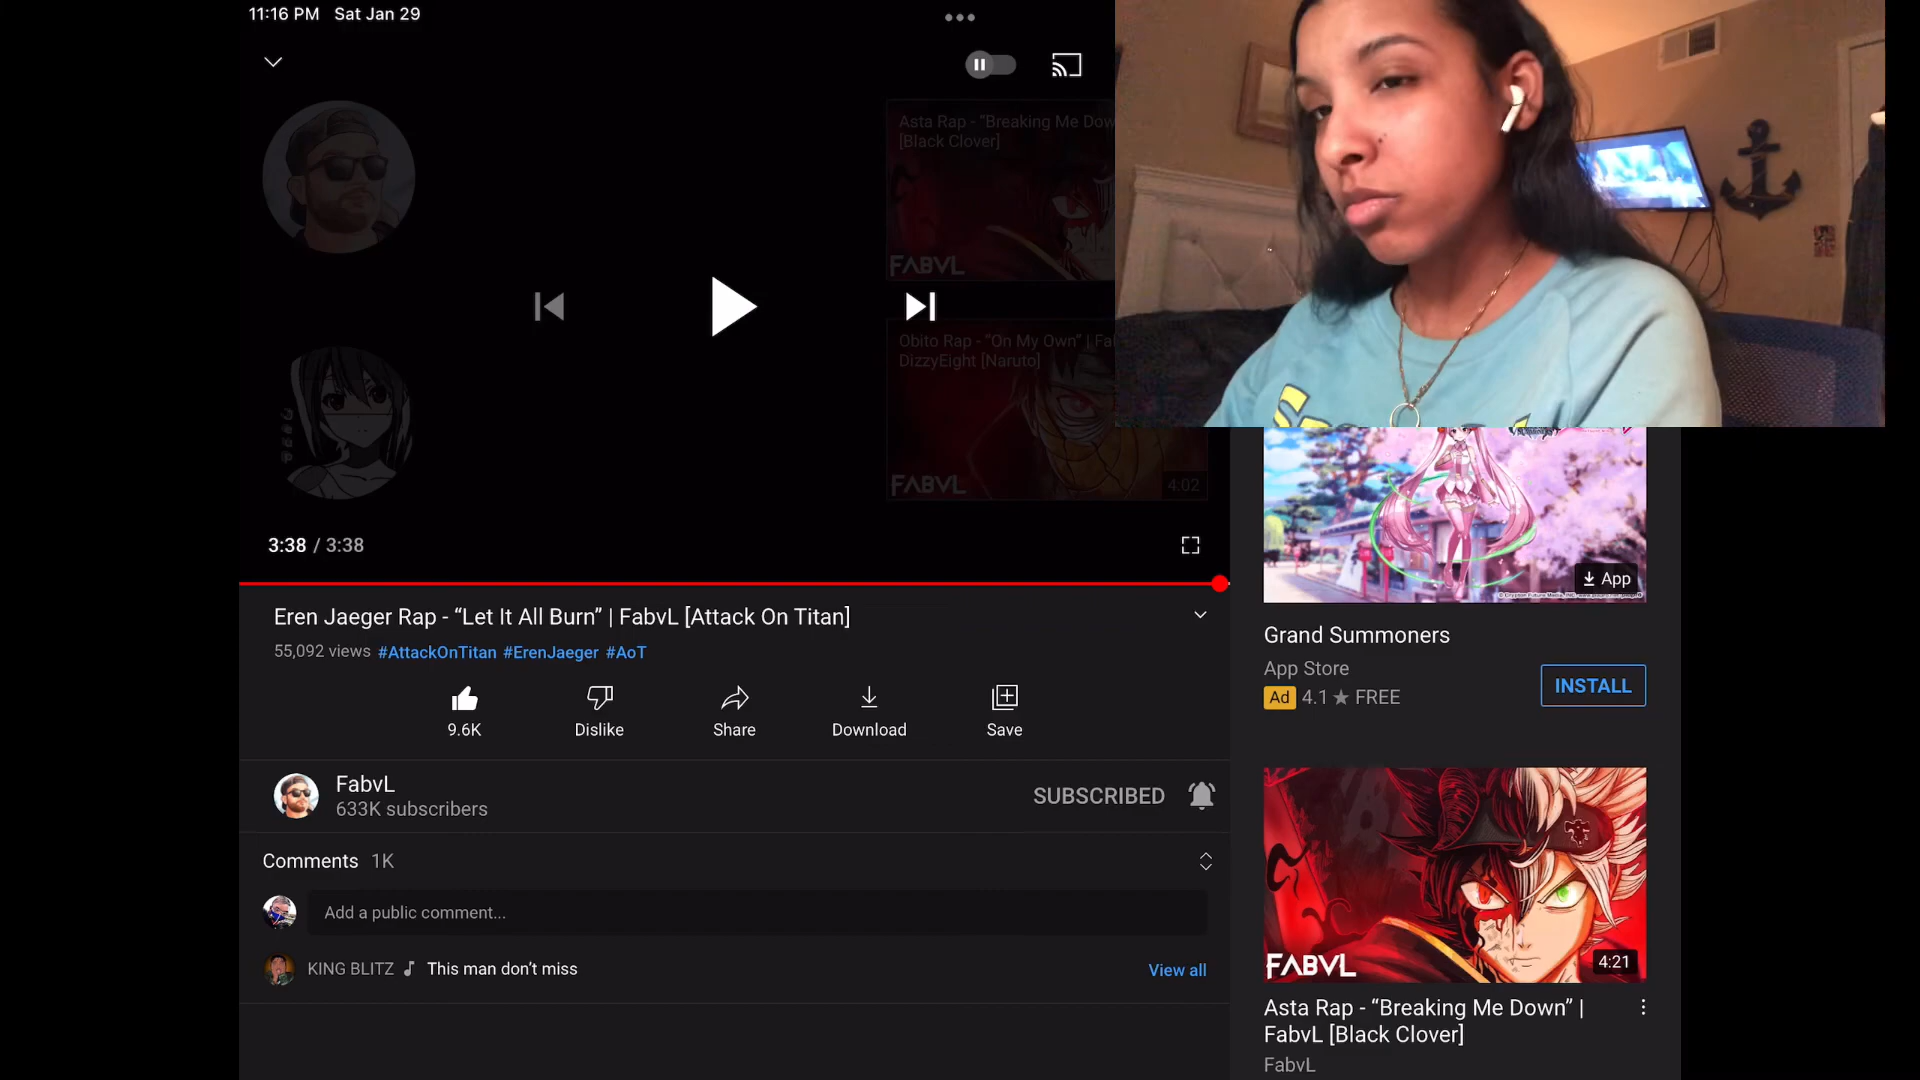 11:16 PM Sat Jan 29
Asta Rap - “Breaking Me Dow
[Black Clover]
FABVL
Obito Rap - “On My Own” | Fa
DizzyEight [Naruto]
FABVL
4:02
3:38 / 3:38
Eren Jaeger Rap - “Let It All Burn” | FabvL [Attack On Titan]
55,092 views #AttackOnTitan #ErenJaeger #AoT
9.6K
Dislike
Share
Download
Save
FabvL
633K subscribers
SUBSCRIBED
Comments 1K
Add a public comment...
KING BLITZ This man don’t miss
View all
App
Grand Summoners
App Store
Ad 4.1 ★ FREE
INSTALL
FABVL
4:21
Asta Rap - “Breaking Me Down” |
FabvL [Black Clover]
FabvL